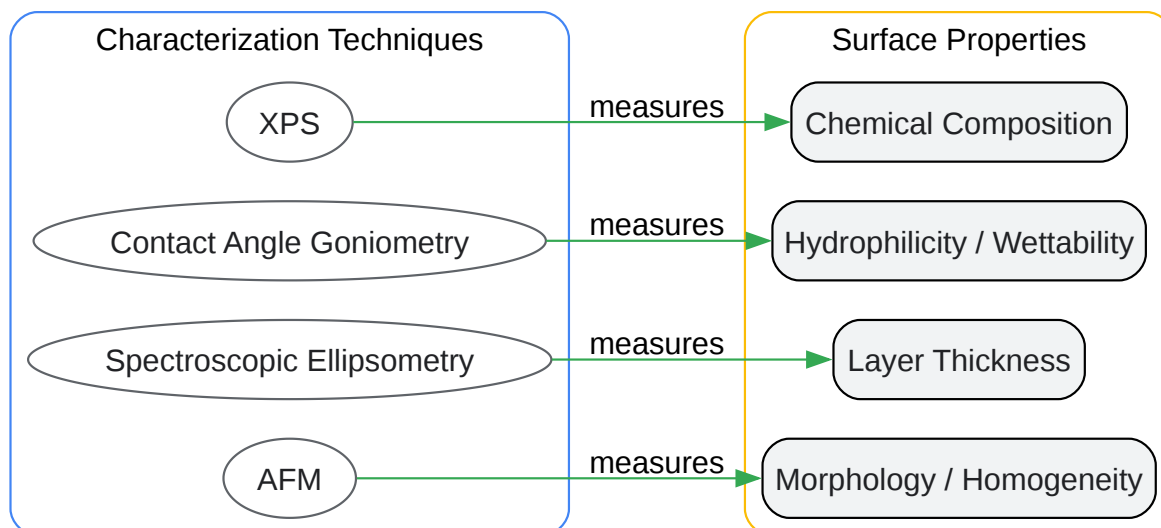 Characterization Techniques
Surface Properties
XPS
measures
Chemical Composition
Contact Angle Goniometry
measures
Hydrophilicity / Wettability
Spectroscopic Ellipsometry
measures
Layer Thickness
AFM
measures
Morphology / Homogeneity